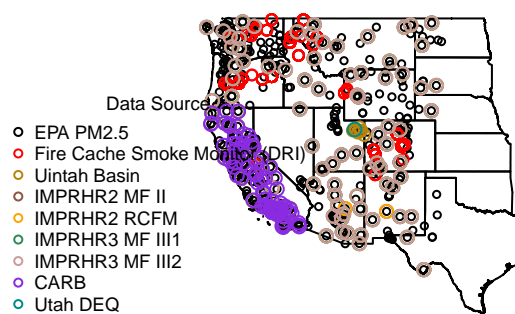 Data Source
EPA PM2.5
Fire Cache Smoke Monitor (DRI)
Uintah Basin
IMPRHR2 MF II
IMPRHR2 RCFM
IMPRHR3 MF III1
IMPRHR3 MF III2
CARB
Utah DEQ